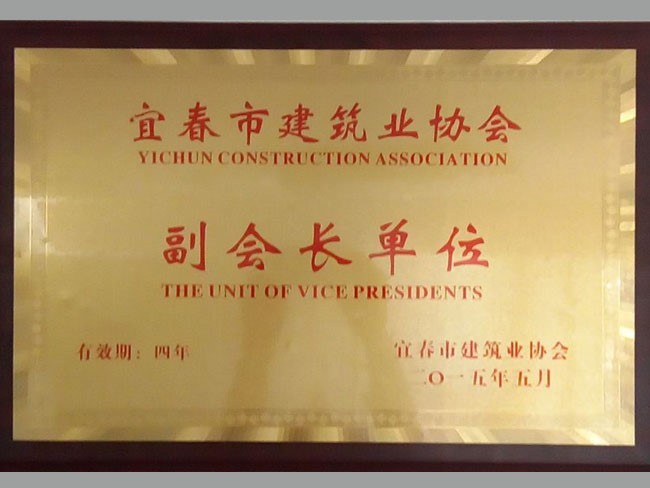 宜春市建筑业协会
YICHUN CONSTRUCTION ASSOCIATION
副会长单位
THE UNIT OF VICE PRESIDENTS
有效期：四年
宜春市建筑业协会
二〇一五年五月